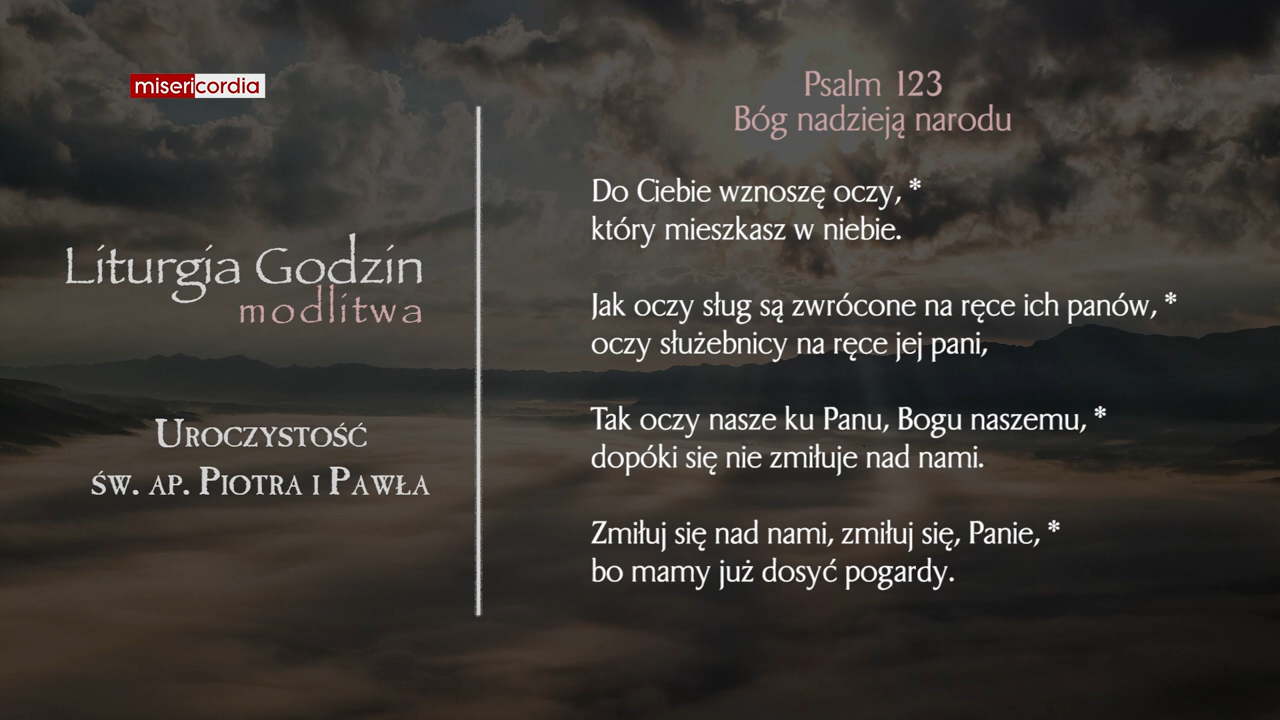 misericordia
Liturgia Godzin
modlitwa
Uroczystość
św. ap. Piotra i Pawła
Psalm 123
Bóg nadzieją narodu
Do Ciebie wznoszę oczy, *
który mieszkasz w niebie.
Jak oczy sług są zwrócone na ręce ich panów, *
oczy służebnicy na ręce jej pani,
Tak oczy nasze ku Panu, Bogu naszemu, *
dopóki się nie zmiłuje nad nami.
Zmiłuj się nad nami, zmiłuj się, Panie, *
bo mamy już dosyć pogardy.